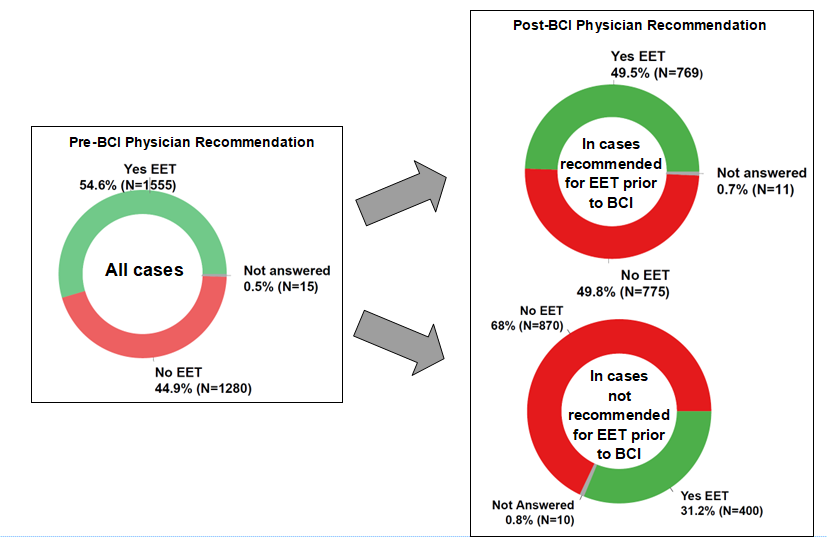 Pre-BCI Physician Recommendation
Yes EET
54.6% (N=1555)
All cases
Not answered
0.5% (N=15)
No EET
44.9% (N=1280)
Post-BCI Physician Recommendation
Yes EET
49.5% (N=769)
In cases
recommended
for EET prior
to BCI
Not answered
0.7% (N=11)
No EET
49.8% (N=775)
No EET
68% (N=870)
In cases
not
recommended
for EET prior
to BCI
Not Answered
0.8% (N=10)
Yes EET
31.2% (N=400)